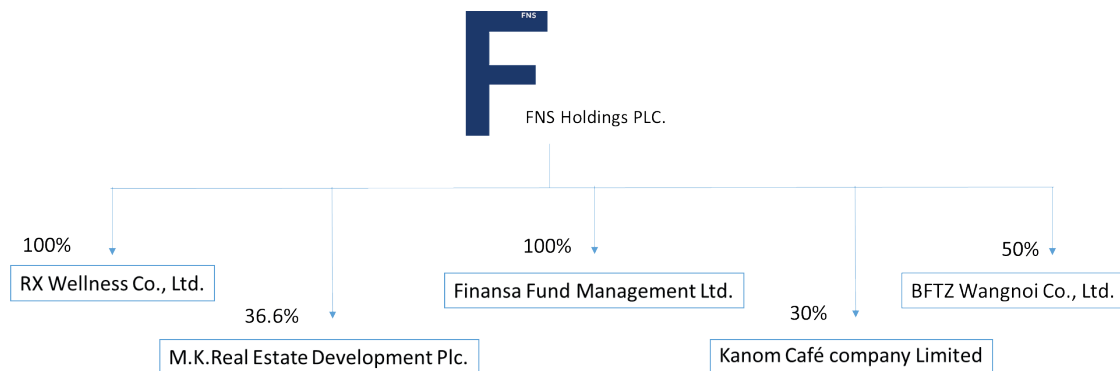 FNS
F
FNS Holdings PLC.
100%
RX Wellness Co., Ltd.
36.6%
M.K.Real Estate Development Plc.
100%
Finansa Fund Management Ltd.
30%
Kanom Café company Limited
50%
BFTZ Wangnoi Co., Ltd.